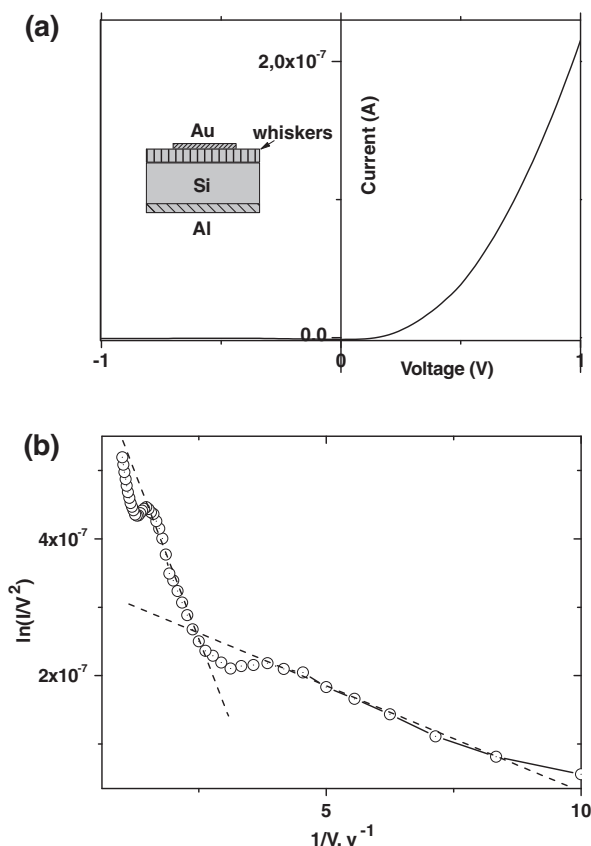 (a)
2,0x10⁻⁷
Current (A)
Au
whiskers
Si
Al
0.0
-1
0
1
Voltage (V)
(b)
ln(I/V²)
4x10⁻⁷
2x10⁻⁷
5
10
1/V, v⁻¹